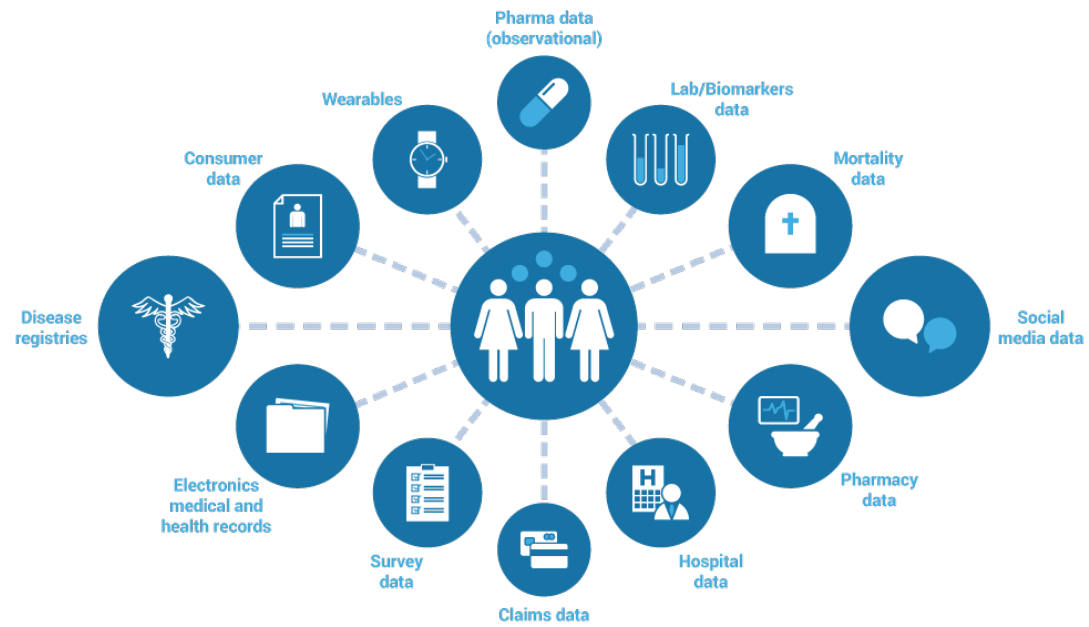 Pharma data
(observational)
Lab/Biomarkers
data
Wearables
Consumer
data
Mortality
data
Disease
registries
Social
media data
Electronics
medical and
health records
Pharmacy
data
H
Survey
data
Hospital
data
Claims data